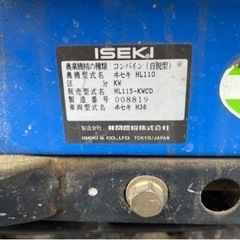 ISEKI
農業機械の種類 コンバイン (自脱型)
農機型式名 ヰセキ HL110
区分 KW
販売型式名 HL115-KWCD
製造番号 008819
車両型式名 ヰセキ H38
製造会社 井関農機株式会社
ISEKI & CO., LTD. TOKYO/JAPAN